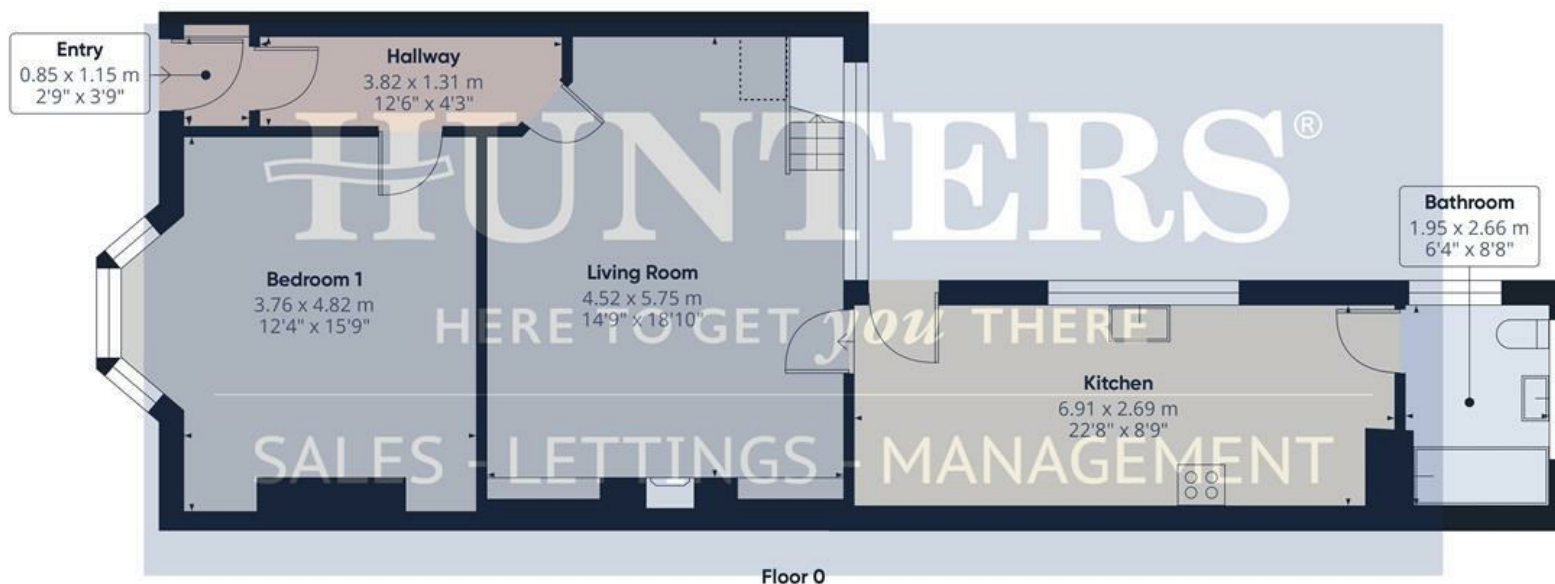 Entry
0.85 x 1.15 m
2'9" x 3'9"
Hallway
3.82 x 1.31 m
12'6" x 4'3"
HUNTERS®
Bathroom
1.95 x 2.66 m
6'4" x 8'8"
Bedroom 1
3.76 x 4.82 m
12'4" x 15'9"
Living Room
4.52 x 5.75 m
14'9" x 18'10"
HERE TO GET you THERE
Kitchen
6.91 x 2.69 m
22'8" x 8'9"
SALES - LETTINGS - MANAGEMENT
Floor 0